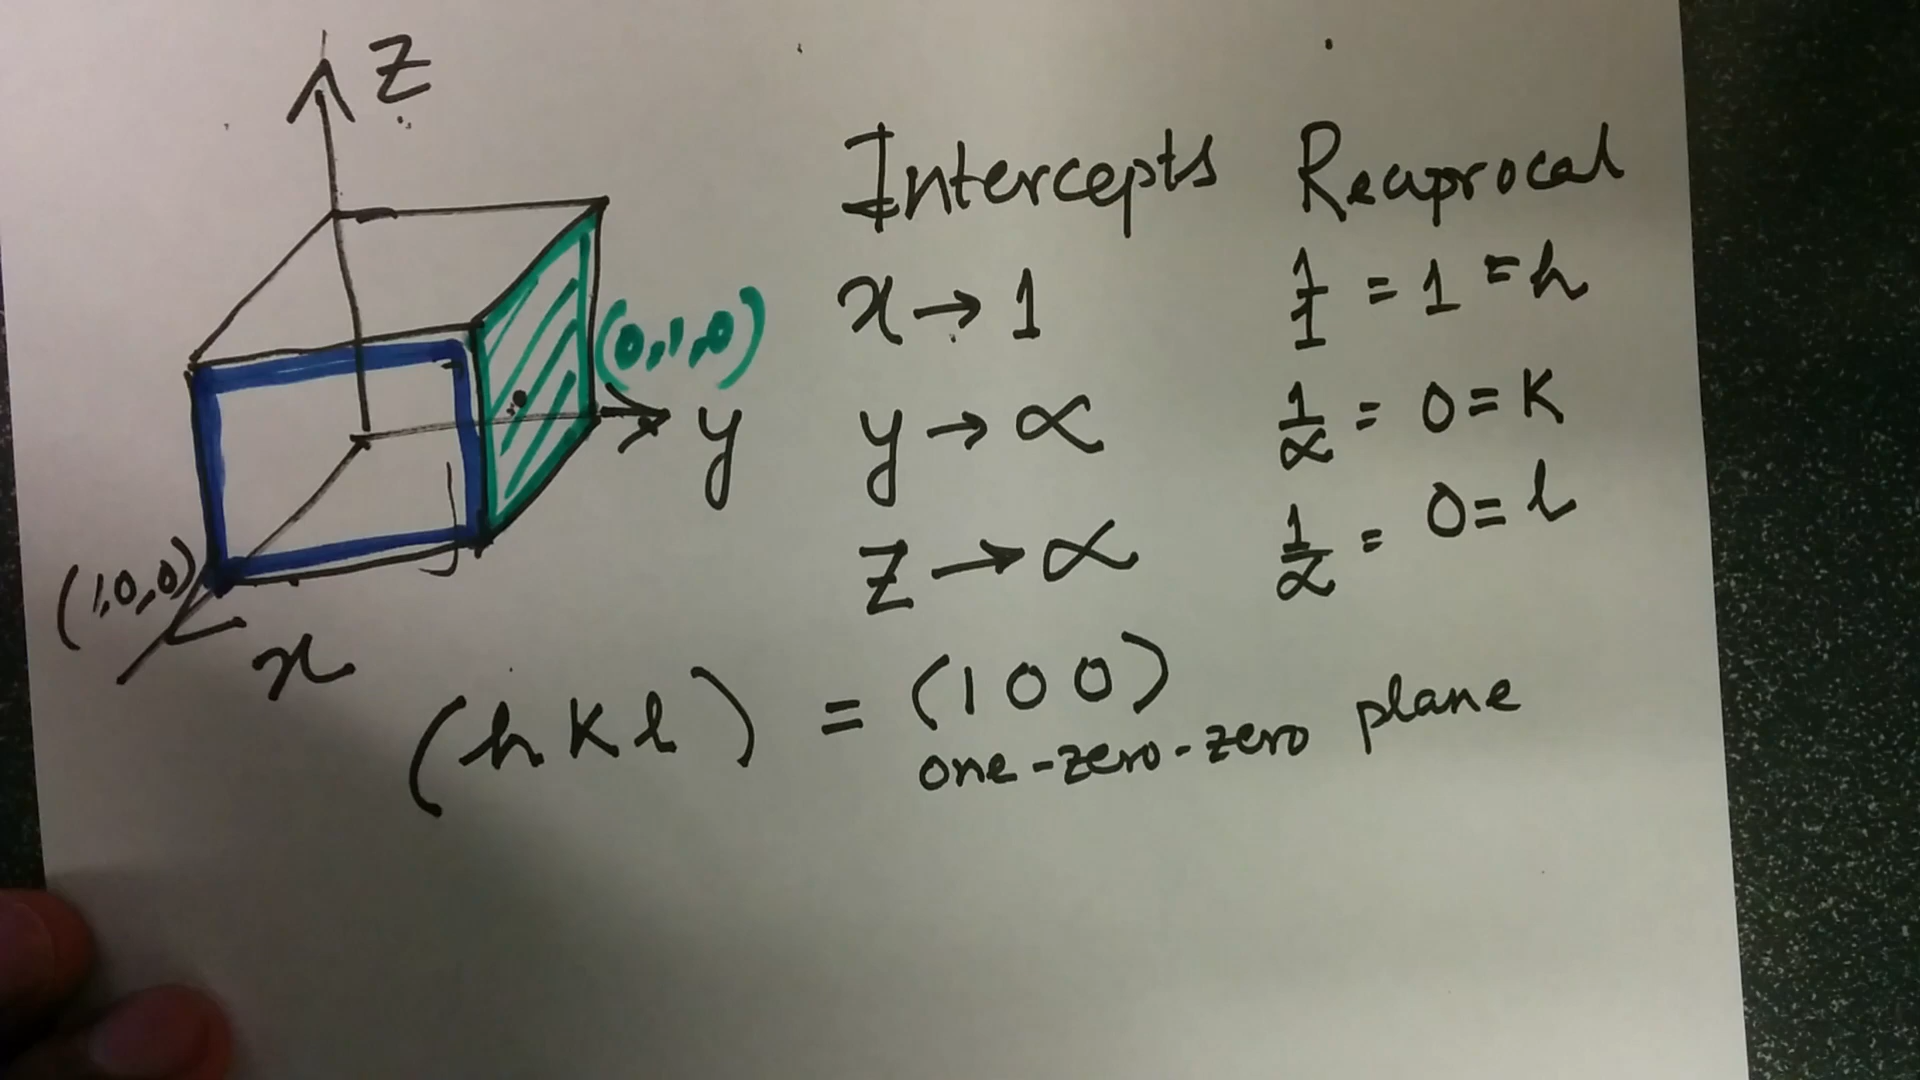 Z
Intercepts Reciprocal
x → 1 1/1 = 1 = h
(0,1,0)
y
y → ∝ 1/∝ = 0 = K
z → ∝ 1/∝ = 0 = l
(1,0,0)
x
(h K l) = (1 0 0)
one-zero-zero plane